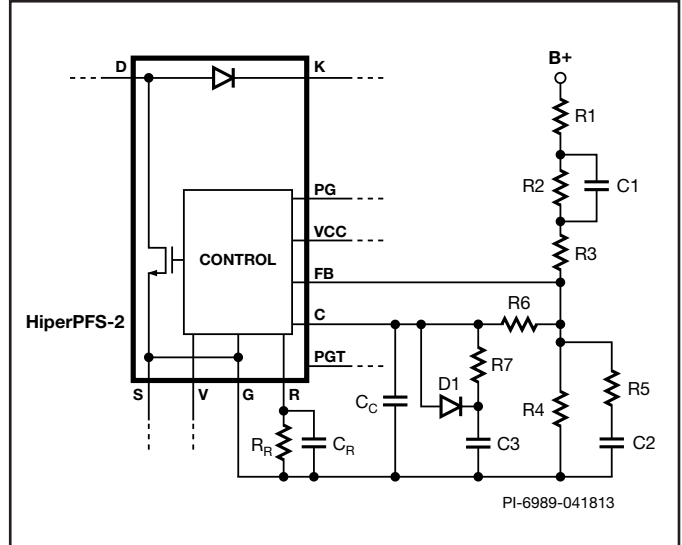 B+
D
K
R1
R2
C1
PG
VCC
CONTROL
R3
FB
HiperPFS-2
C
R6
PGT
R7
D1
S
V
G
R
CC
R4
R5
RR
CR
C3
C2
PI-6989-041813